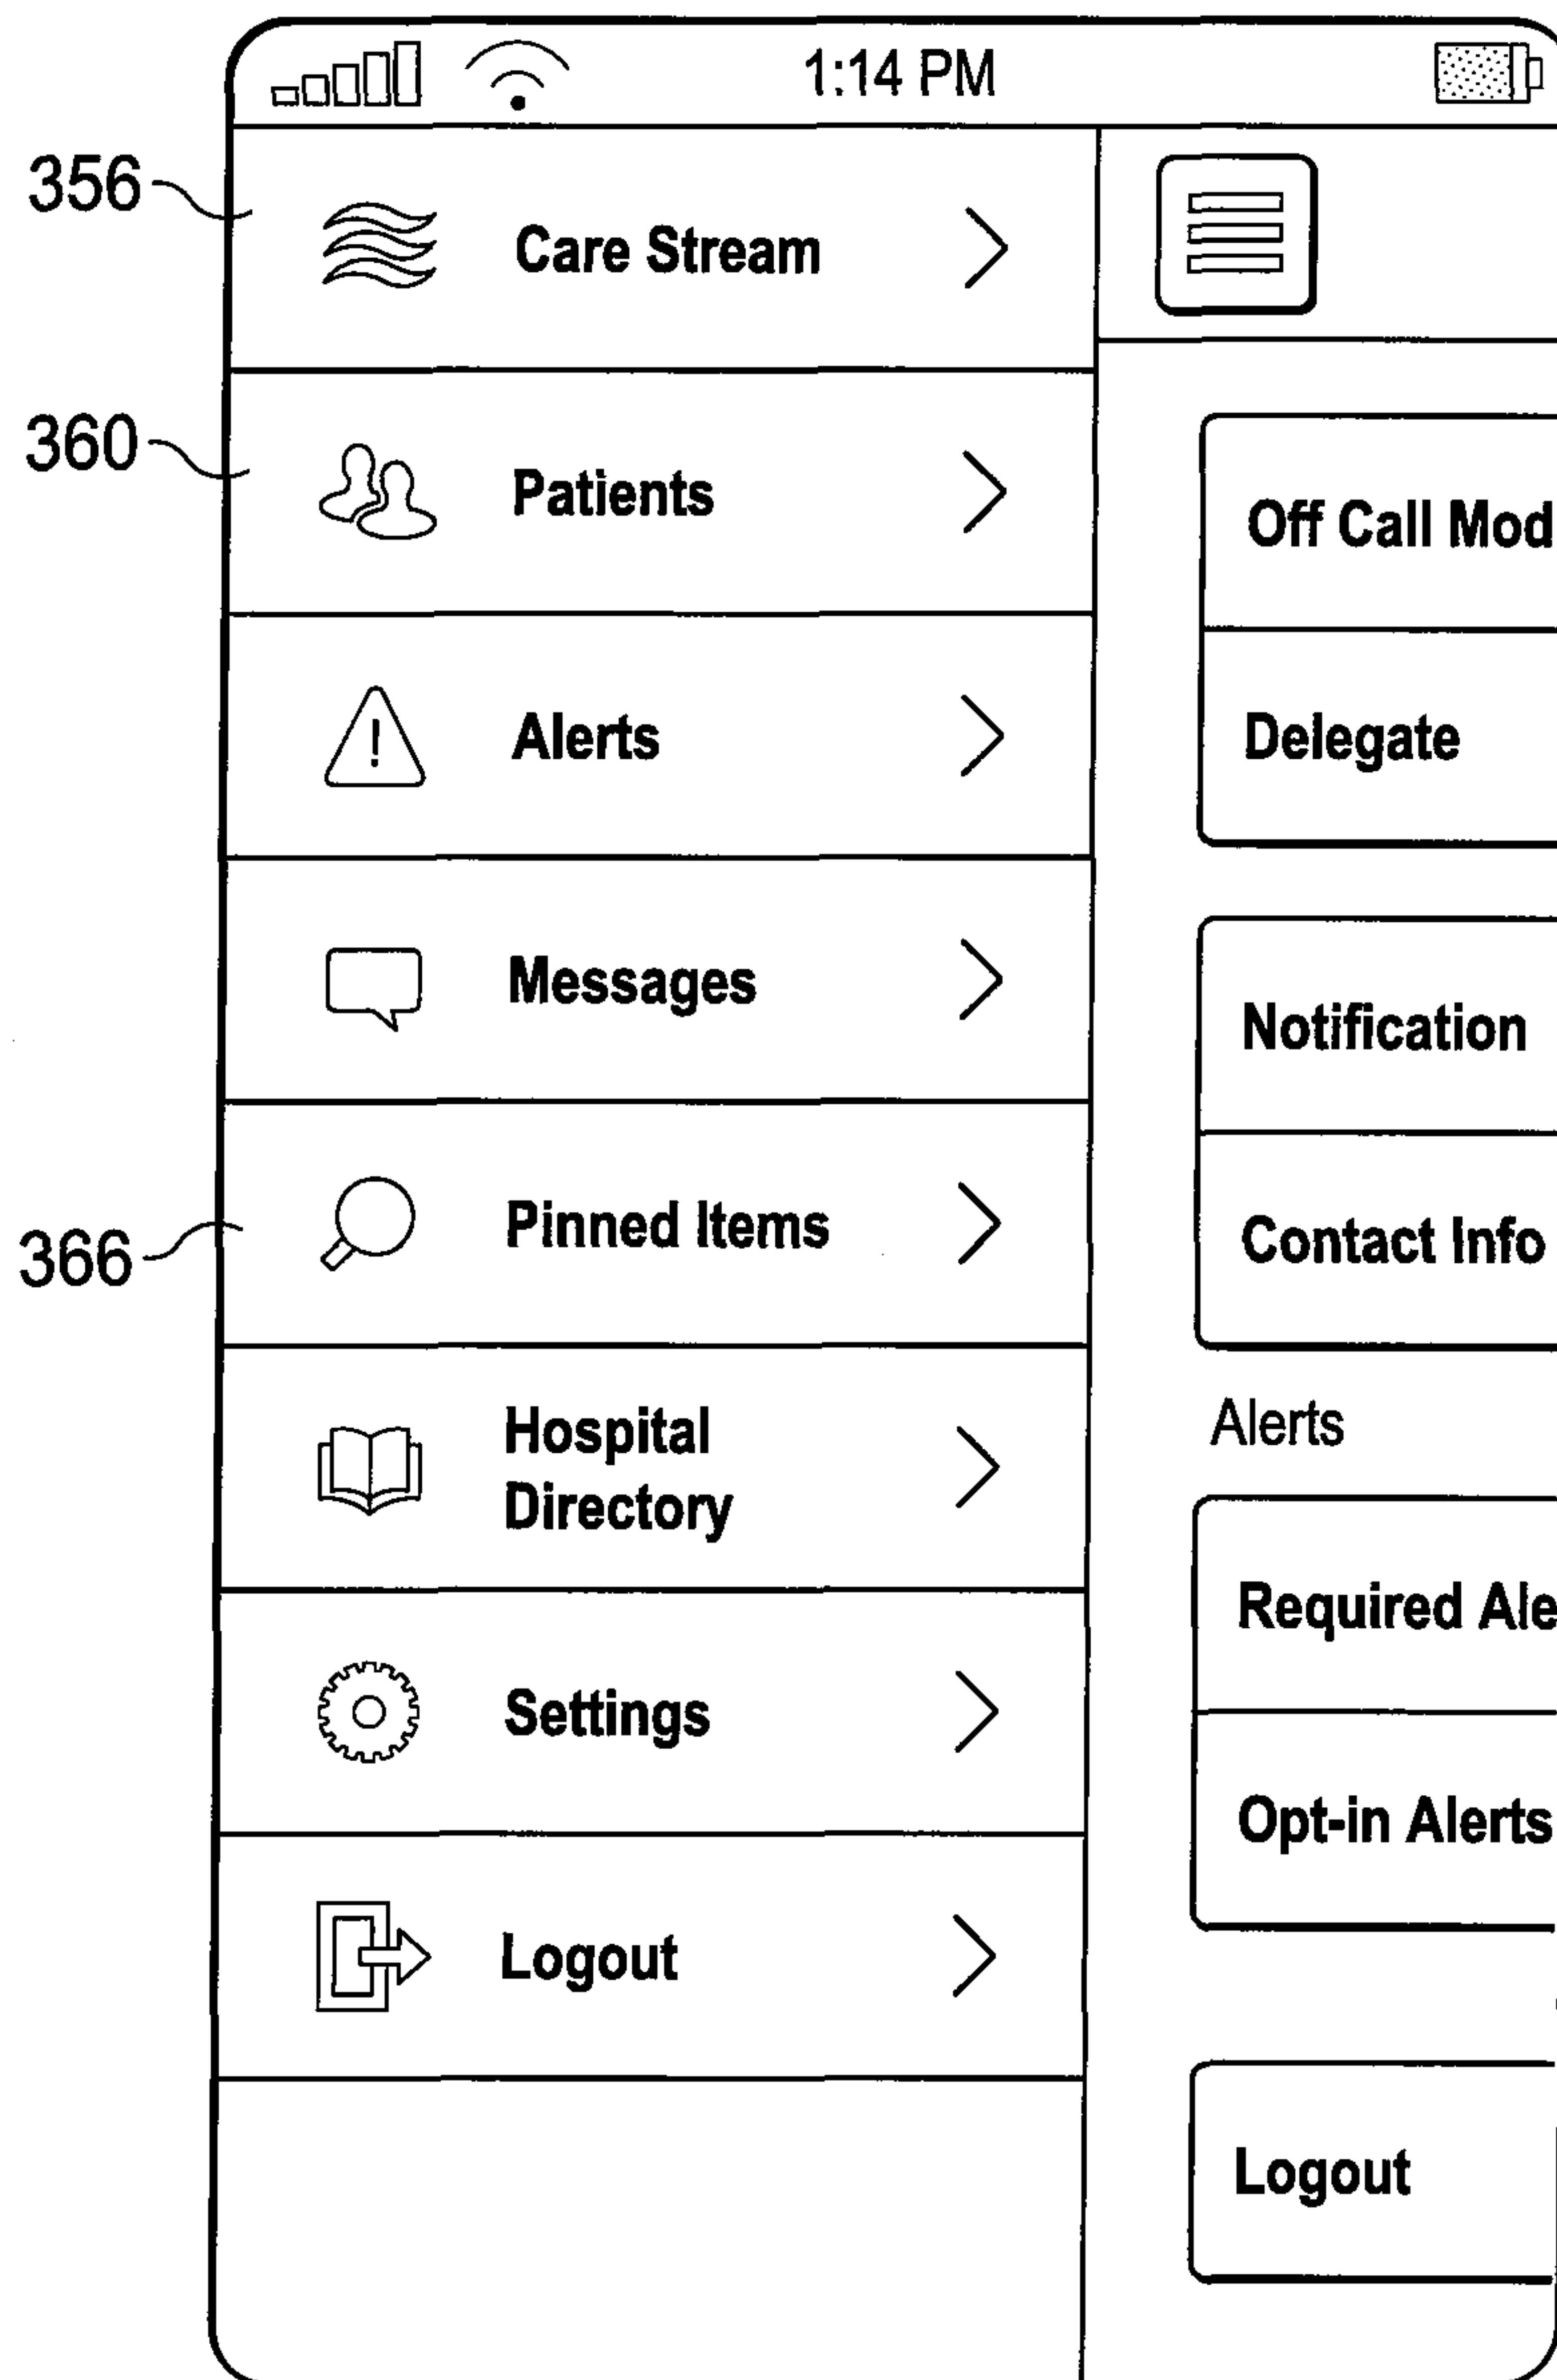 1:14 PM
356
Care Stream
360
Patients
Alerts
Messages
366
Pinned Items
Hospital
Directory
Settings
Logout
Off Call Mod
Delegate
Notification
Contact Info
Alerts
Required Ale
Opt-in Alerts
Logout